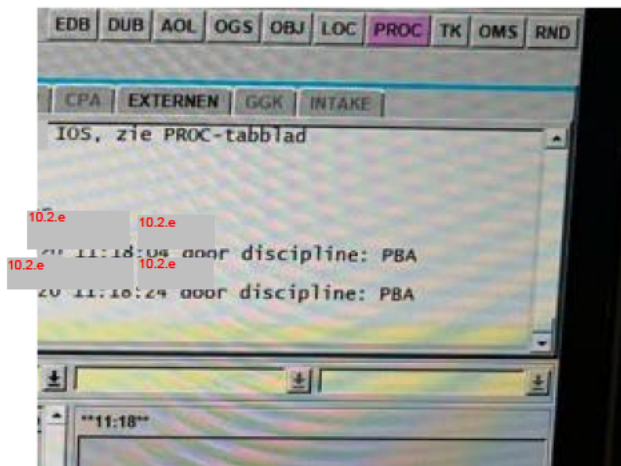 EDB DUB AOL OGS OBJ LOC PROC TK OMS RND
CPA EXTERNEN GGK INTAKE
IOS, zie PROC-tabblad
10.2.e 10.2.e
20 11:18:04 door discipline: PBA
10.2.e 10.2.e
20 11:18:24 door discipline: PBA
**11:18**